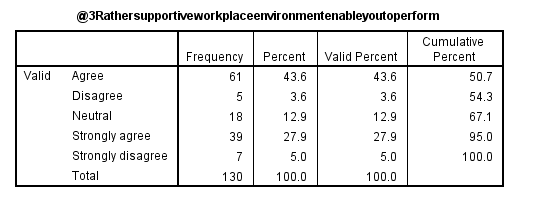 @3Rathersupportiveworkplaceenvironmentenableyoutoperform
Frequency Percent Valid Percent Cumulative Percent
Valid Agree 61 43.6 43.6 50.7
Disagree 5 3.6 3.6 54.3
Neutral 18 12.9 12.9 67.1
Strongly agree 39 27.9 27.9 95.0
Strongly disagree 7 5.0 5.0 100.0
Total 130 100.0 100.0